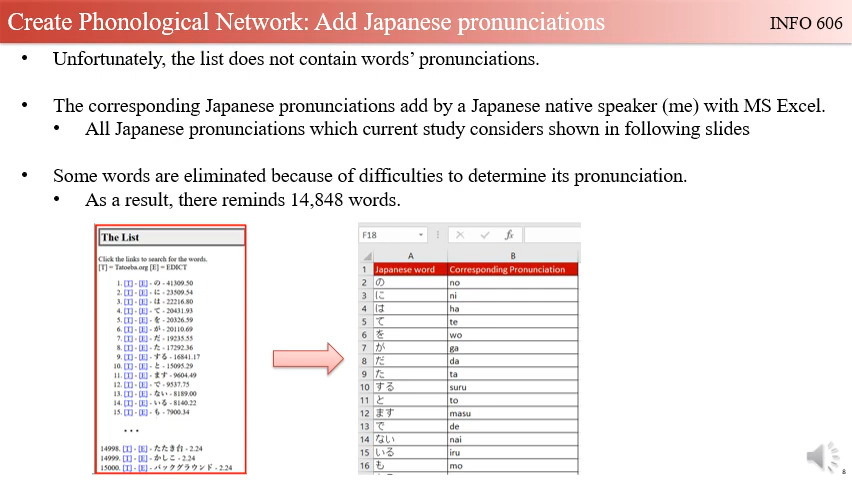 Create Phonological Network: Add Japanese pronunciations
INFO 606
• Unfortunately, the list does not contain words’ pronunciations.
• The corresponding Japanese pronunciations add by a Japanese native speaker (me) with MS Excel.
• All Japanese pronunciations which current study considers shown in following slides
• Some words are eliminated because of difficulties to determine its pronunciation.
• As a result, there reminds 14,848 words.
The List
Click the links to search for the words.
[T] = Tatoeba.org [E] = EDICT
1. [T] - [E] - の - 41309.50
2. [T] - [E] - に - 23509.54
3. [T] - [E] - は - 22216.80
4. [T] - [E] - て - 20431.93
5. [T] - [E] - を - 20326.59
6. [T] - [E] - が - 20110.69
7. [T] - [E] - だ - 19235.55
8. [T] - [E] - た - 17292.36
9. [T] - [E] - する - 16841.17
10. [T] - [E] - と - 15095.29
11. [T] - [E] - ます - 9604.49
12. [T] - [E] - で - 9537.75
13. [T] - [E] - ない - 8189.00
14. [T] - [E] - いる - 8140.22
15. [T] - [E] - も - 7900.34
...
14998. [T] - [E] - たたき台 - 2.24
14999. [T] - [E] - かしこ - 2.24
15000. [T] - [E] - バックグラウンド - 2.24
F18 fx
A B
1 Japanese word Corresponding Pronunciation
2 の no
3 に ni
4 は ha
5 て te
6 を wo
7 が ga
8 だ da
9 た ta
10 する suru
11 と to
12 ます masu
13 で de
14 ない nai
15 いる iru
16 も mo
8